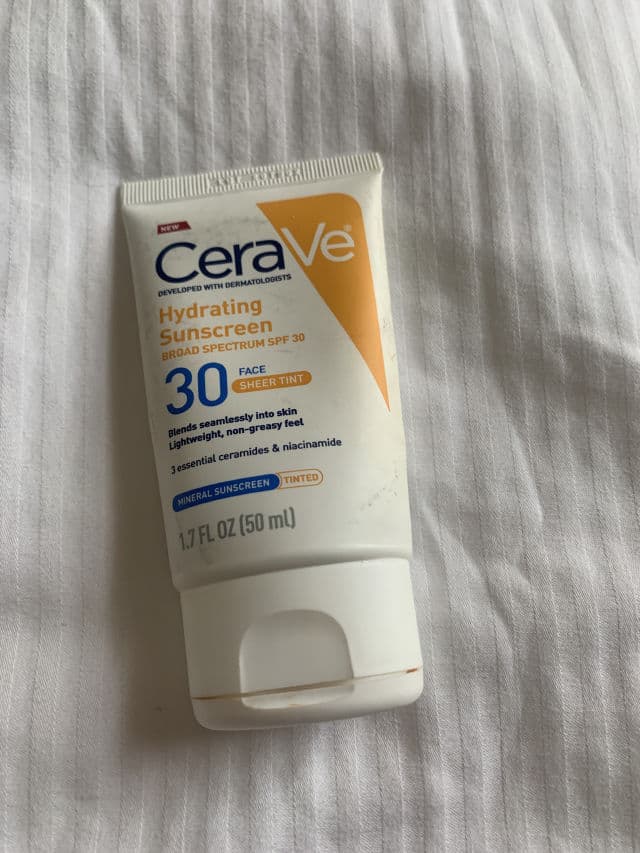 NEW
CeraVe®
DEVELOPED WITH DERMATOLOGISTS
Hydrating
Sunscreen
BROAD SPECTRUM SPF 30
30
FACE
SHEER TINT
Blends seamlessly into skin
Lightweight, non-greasy feel
3 essential ceramides & niacinamide
MINERAL SUNSCREEN TINTED
1.7 FL OZ (50 ml)